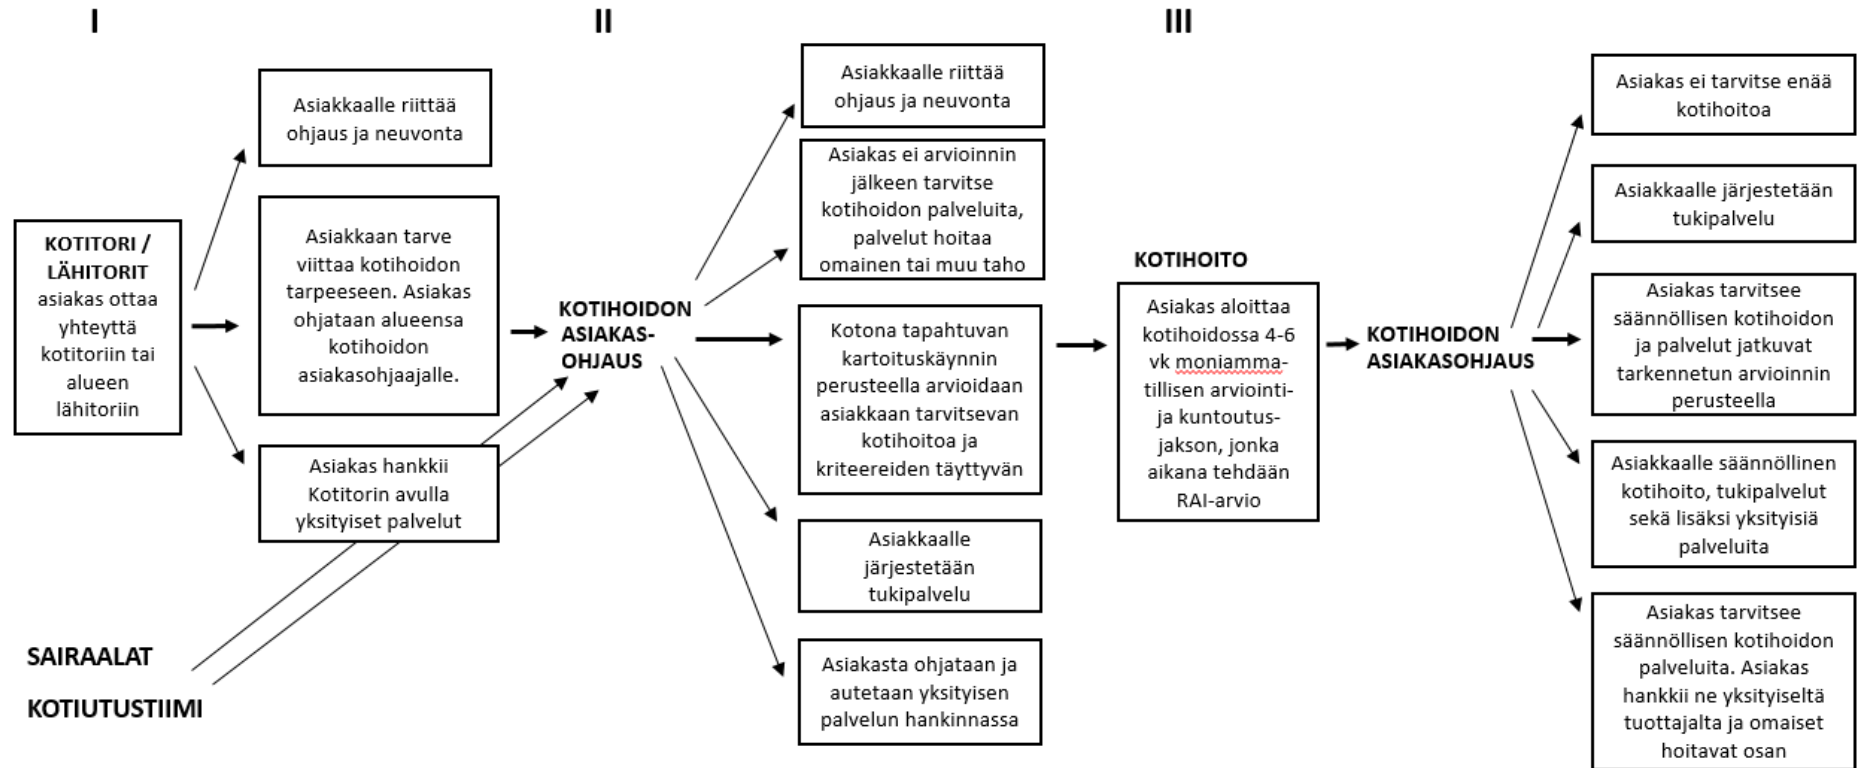 I
II
III
KOTITORI /
LÄHITORIT
asiakas ottaa
yhteyttä
kotitoriin tai
alueen
lähitoriin
Asiakkaalle riittää
ohjaus ja neuvonta
Asiakkaan tarve
viittaa kotihoidon
tarpeeseen. Asiakas
ohjataan alueensa
kotihoidon
asiakasohjaajalle.
Asiakas hankkii
Kotitorin avulla
yksityiset palvelut
SAIRAALAT
KOTIUTUSTIIMI
KOTIHOIDON
ASIAKAS-
OHJAUS
Asiakkaalle riittää
ohjaus ja neuvonta
Asiakas ei arvioinnin
jälkeen tarvitse
kotihoidon palveluita,
palvelut hoitaa
omainen tai muu taho
Kotona tapahtuvan
kartoituskäynnin
perusteella arvioidaan
asiakkaan tarvitsevan
kotihoitoa ja
kriteereiden täyttyvän
Asiakkaalle
järjestetään
tukipalvelu
Asiakasta ohjataan ja
autetaan yksityisen
palvelun hankinnassa
KOTIHOITO
Asiakas aloittaa
kotihoidossa 4-6
vk moniamma-
tillisen arviointi-
ja kuntoutus-
jakson, jonka
aikana tehdään
RAI-arvio
KOTIHOIDON
ASIAKASOHJAUS
Asiakas ei tarvitse enää
kotihoitoa
Asiakkaalle järjestetään
tukipalvelu
Asiakas tarvitsee
säännöllisen kotihoidon
ja palvelut jatkuvat
tarkennetun arvioinnin
perusteella
Asiakkaalle säännöllinen
kotihoito, tukipalvelut
sekä lisäksi yksityisiä
palveluita
Asiakas tarvitsee
säännöllisen kotihoidon
palveluita. Asiakas
hankkii ne yksityiseltä
tuottajalta ja omaiset
hoitavat osan